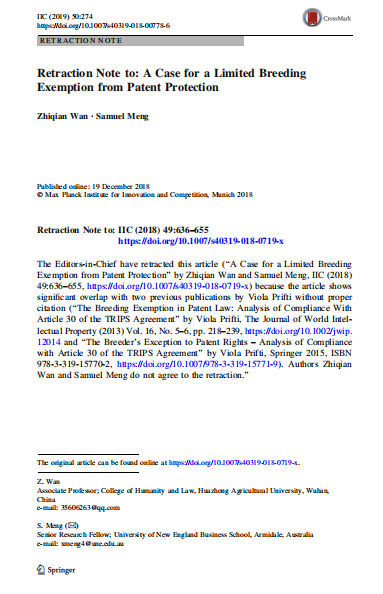 IIC (2019) 50:274
https://doi.org/10.1007/s40319-018-00778-6
CrossMark
RETRACTION NOTE
Retraction Note to: A Case for a Limited Breeding
Exemption from Patent Protection
Zhiqian Wan · Samuel Meng
Published online: 19 December 2018
© Max Planck Institute for Innovation and Competition, Munich 2018
Retraction Note to: IIC (2018) 49:636–655
https://doi.org/10.1007/s40319-018-0719-x
The Editors-in-Chief have retracted this article (“A Case for a Limited Breeding
Exemption from Patent Protection” by Zhiqian Wan and Samuel Meng, IIC (2018)
49:636–655, https://doi.org/10.1007/s40319-018-0719-x) because the article shows
significant overlap with two previous publications by Viola Prifti without proper
citation (“The Breeding Exemption in Patent Law: Analysis of Compliance With
Article 30 of the TRIPS Agreement” by Viola Prifti, The Journal of World Intel-
lectual Property (2013) Vol. 16, No. 5–6, pp. 218–239, https://doi.org/10.1002/jwip.
12014 and “The Breeder’s Exception to Patent Rights – Analysis of Compliance
with Article 30 of the TRIPS Agreement” by Viola Prifti, Springer 2015, ISBN
978-3-319-15770-2, https://doi.org/10.1007/978-3-319-15771-9). Authors Zhiqian
Wan and Samuel Meng do not agree to the retraction.”
The original article can be found online at https://doi.org/10.1007/s40319-018-0719-x.
Z. Wan
Associate Professor; College of Humanity and Law, Huazhong Agricultural University, Wuhan,
China
e-mail: 35606263@qq.com
S. Meng (✉)
Senior Research Fellow; University of New England Business School, Armidale, Australia
e-mail: xmeng4@une.edu.au
Springer